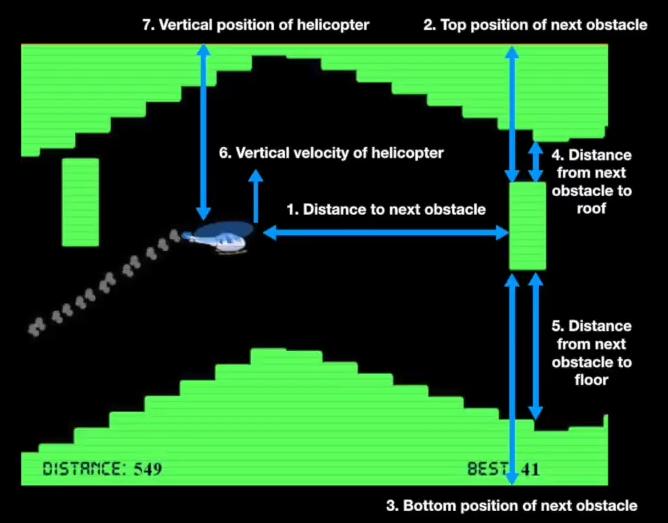 7. Vertical position of helicopter
2. Top position of next obstacle
6. Vertical velocity of helicopter
4. Distance
from next
obstacle to
roof
1. Distance to next obstacle
5. Distance
from next
obstacle to
floor
DISTANCE: 549
BEST: 41
3. Bottom position of next obstacle